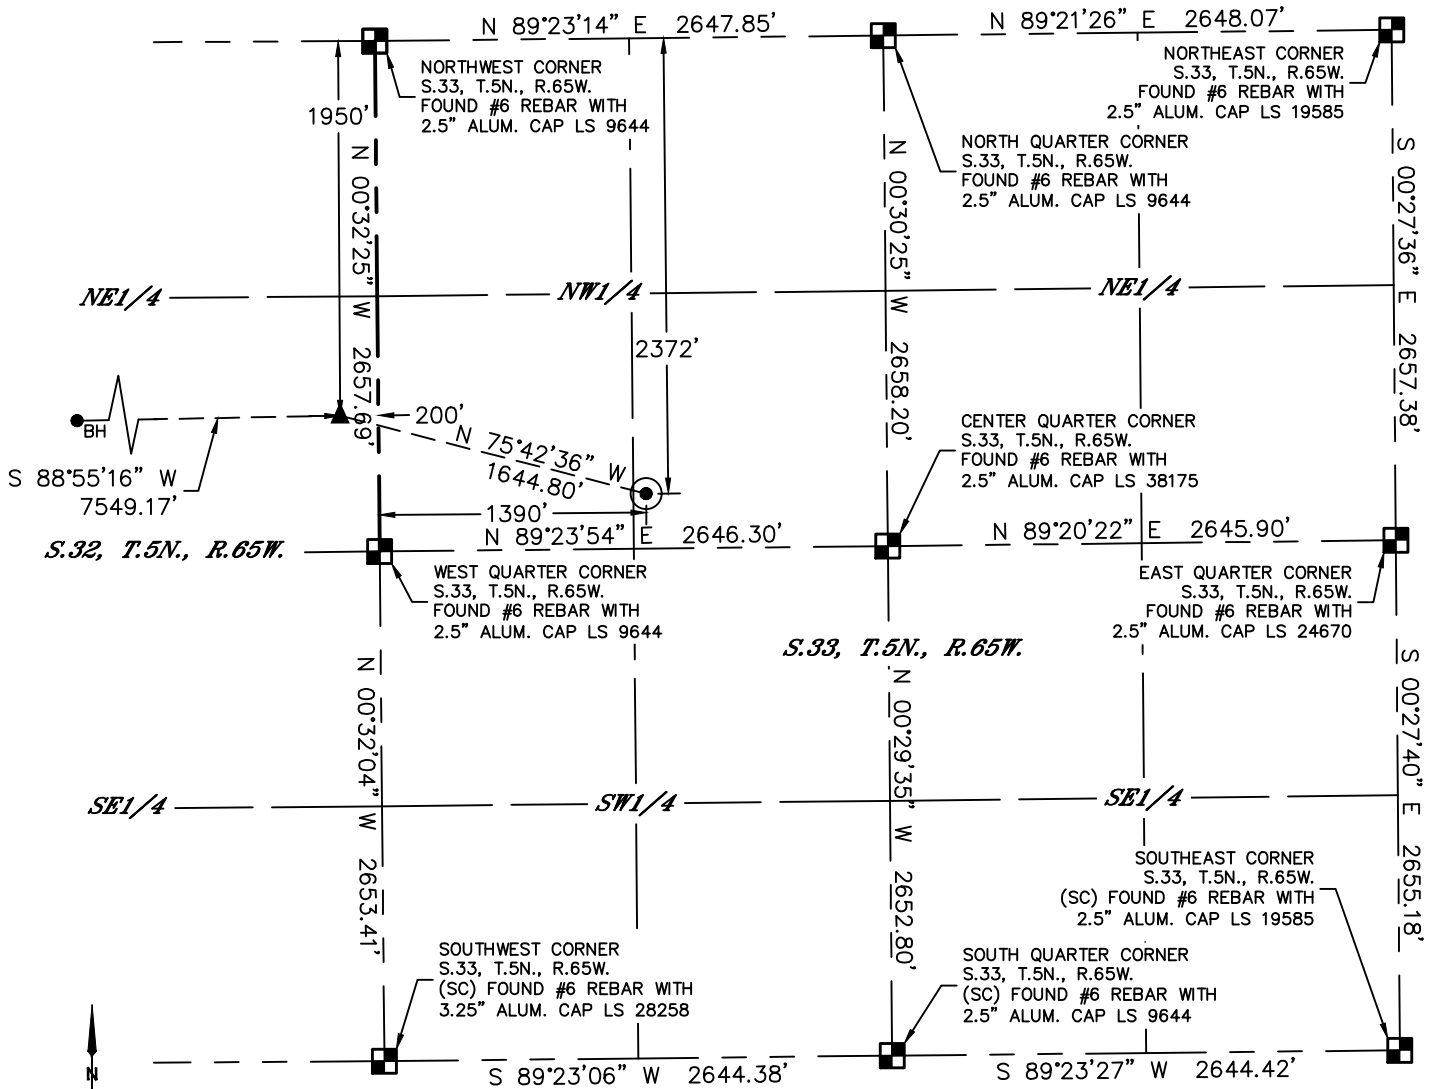 N 89°23'14" E 2647.85'
N 89°21'26" E 2648.07'
NORTHWEST CORNER
S.33, T.5N., R.65W.
FOUND #6 REBAR WITH
2.5" ALUM. CAP LS 9644
NORTHEAST CORNER
S.33, T.5N., R.65W.
FOUND #6 REBAR WITH
2.5" ALUM. CAP LS 19585
1950'
NORTH QUARTER CORNER
S.33, T.5N., R.65W.
FOUND #6 REBAR WITH
2.5" ALUM. CAP LS 9644
N 00°32'25" W 2657.69'
N 00°30'25" W 2658.20'
S 00°27'36" E 2657.38'
NE1/4
NW1/4
NE1/4
2372'
200'
BH
N 75°42'36" W
1644.80'
CENTER QUARTER CORNER
S.33, T.5N., R.65W.
FOUND #6 REBAR WITH
2.5" ALUM. CAP LS 38175
S 88°55'16" W
7549.17'
1390'
S.32, T.5N., R.65W.
N 89°23'54" E 2646.30'
N 89°20'22" E 2645.90'
WEST QUARTER CORNER
S.33, T.5N., R.65W.
FOUND #6 REBAR WITH
2.5" ALUM. CAP LS 9644
EAST QUARTER CORNER
S.33, T.5N., R.65W.
FOUND #6 REBAR WITH
2.5" ALUM. CAP LS 24670
S.33, T.5N., R.65W.
N 00°32'04" W 2653.41'
N 00°29'35" W 2652.80'
S 00°27'40" E 2655.18'
SE1/4
SW1/4
SE1/4
SOUTHEAST CORNER
S.33, T.5N., R.65W.
(SC) FOUND #6 REBAR WITH
2.5" ALUM. CAP LS 19585
SOUTHWEST CORNER
S.33, T.5N., R.65W.
(SC) FOUND #6 REBAR WITH
3.25" ALUM. CAP LS 28258
SOUTH QUARTER CORNER
S.33, T.5N., R.65W.
(SC) FOUND #6 REBAR WITH
2.5" ALUM. CAP LS 9644
N
S 89°23'06" W 2644.38'
S 89°23'27" W 2644.42'